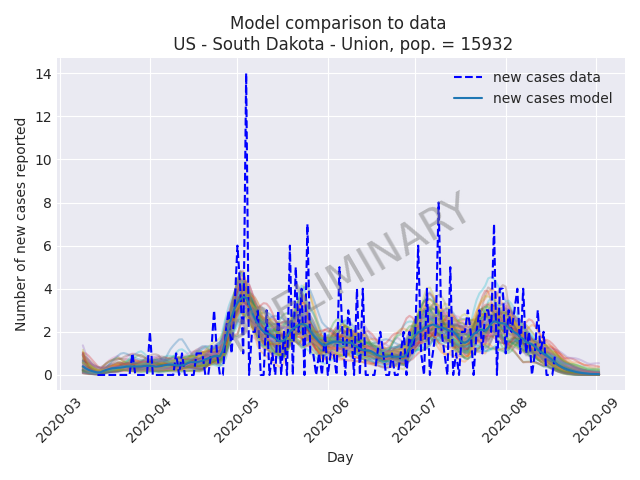 Model comparison to data
US - South Dakota - Union, pop. = 15932
new cases data
new cases model
PRELIMINARY
Number of new cases reported
14
12
10
8
6
4
2
0
2020-03
2020-04
2020-05
2020-06
2020-07
2020-08
2020-09
Day